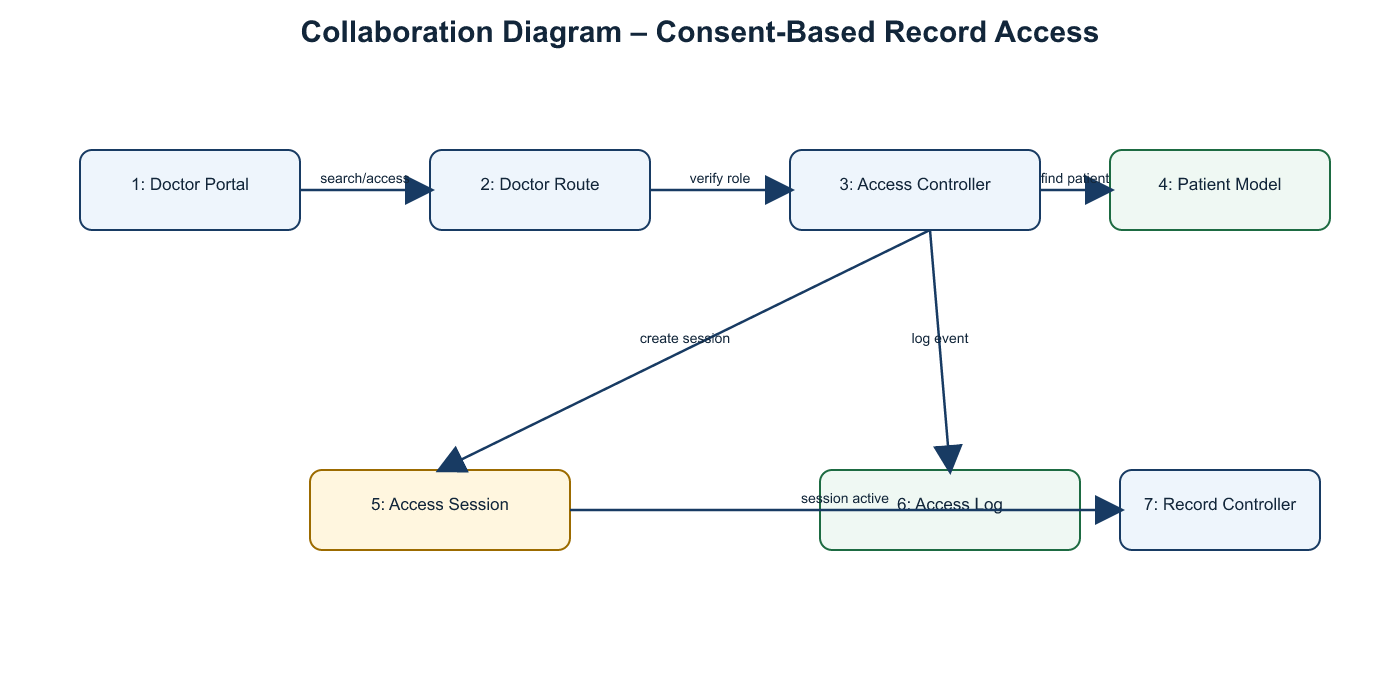 Collaboration Diagram – Consent-Based Record Access
1: Doctor Portal
search/access
2: Doctor Route
verify role
3: Access Controller
find patient
4: Patient Model
create session
log event
5: Access Session
session active
6: Access Log
7: Record Controller